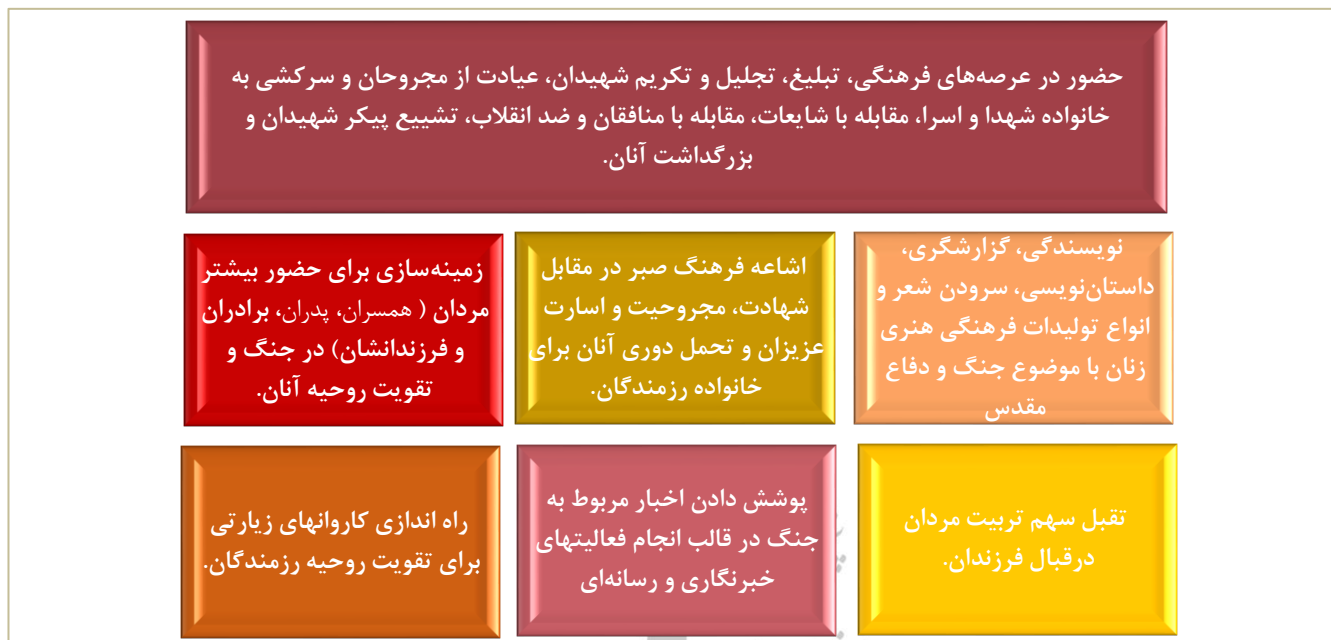 حضور در عرصه‌های فرهنگی، تبلیغ، تجلیل و تکریم شهیدان، عیادت از مجروحان و سرکشی به
خانواده شهدا و اسرا، مقابله با شایعات، مقابله با منافقان و ضد انقلاب، تشییع پیکر شهیدان و
بزرگداشت آنان.
نویسندگی، گزارشگری،
داستان‌نویسی، سرودن شعر و
انواع تولیدات فرهنگی هنری
زنان با موضوع جنگ و دفاع
مقدس
اشاعه فرهنگ صبر در مقابل
شهادت، مجروحیت و اسارت
عزیزان و تحمل دوری آنان برای
خانواده رزمندگان.
زمینه‌سازی برای حضور بیشتر
مردان ( همسران، پدران، برادران
و فرزندانشان) در جنگ و
تقویت روحیه آنان.
تقبل سهم تربیت مردان
درقبال فرزندان.
پوشش دادن اخبار مربوط به
جنگ در قالب انجام فعالیتهای
خبرنگاری و رسانه‌ای
راه اندازی کاروانهای زیارتی
برای تقویت روحیه رزمندگان.